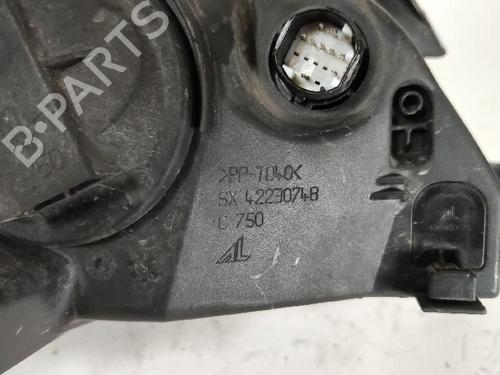 B-PARTS
>PP-TD40<
SX 42230748
C 750
AL